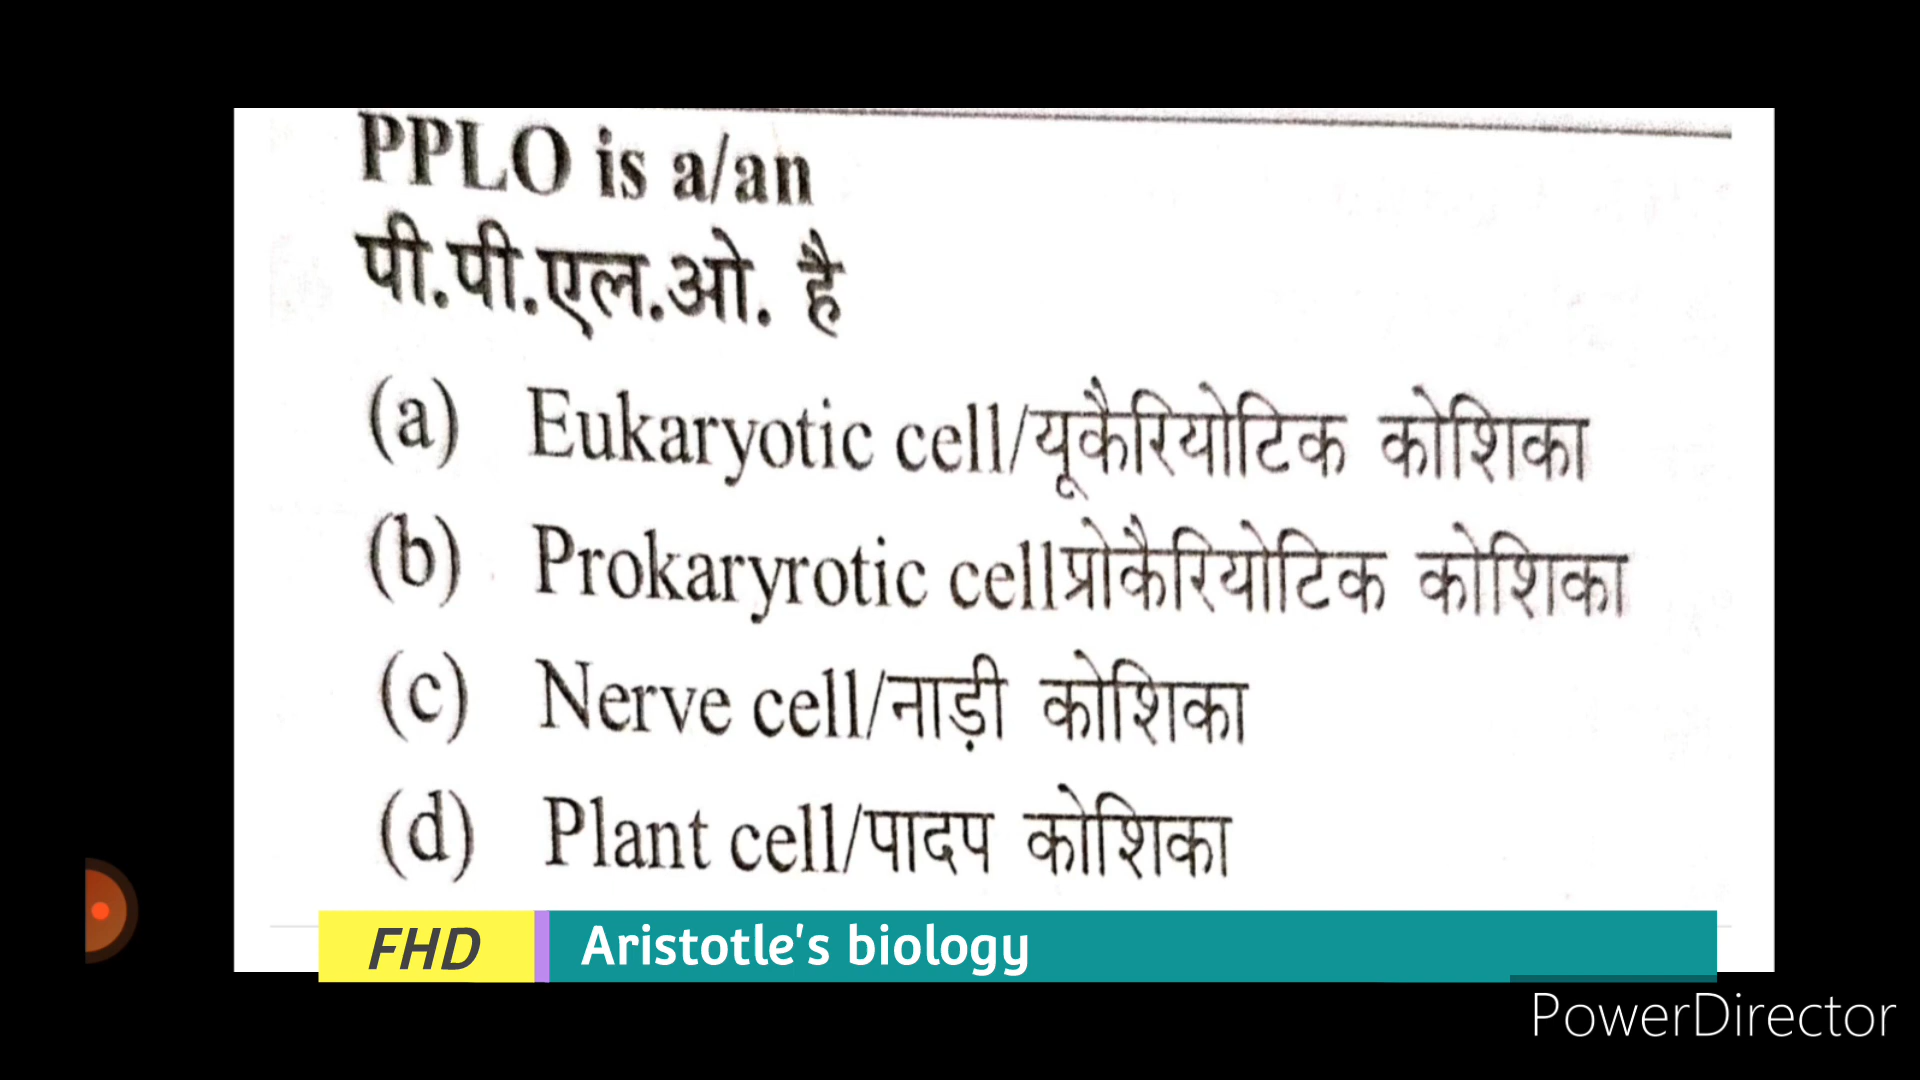 PPLO is a/an
पी.पी.एल.ओ. है
(a) Eukaryotic cell/यूकैरियोटिक कोशिका
(b) Prokaryrotic cellप्रोकैरियोटिक कोशिका
(c) Nerve cell/नाड़ी कोशिका
(d) Plant cell/पादप कोशिका
FHD Aristotle's biology
PowerDirector